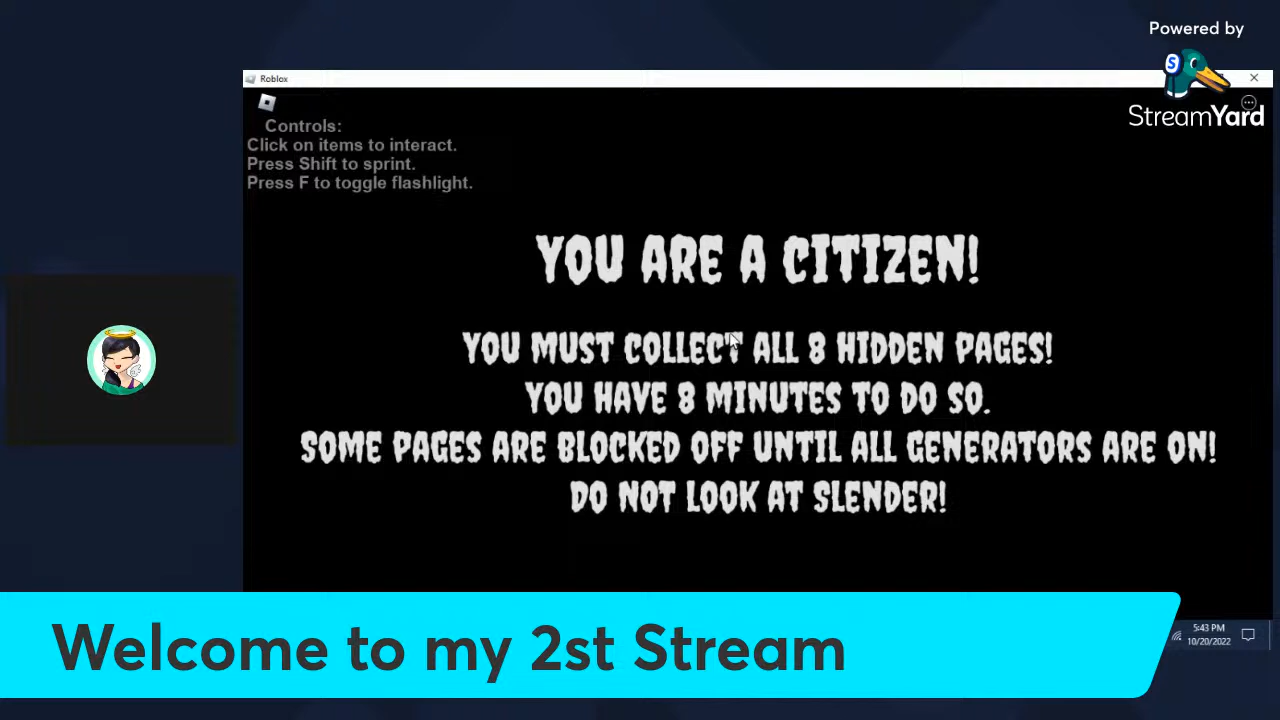 Powered by
StreamYard
Roblox
Controls:
Click on items to interact.
Press Shift to sprint.
Press F to toggle flashlight.
YOU ARE A CITIZEN!
YOU MUST COLLECT ALL 8 HIDDEN PAGES!
YOU HAVE 8 MINUTES TO DO SO.
SOME PAGES ARE BLOCKED OFF UNTIL ALL GENERATORS ARE ON!
DO NOT LOOK AT SLENDER!
5:43 PM
10/20/2022
Welcome to my 2st Stream